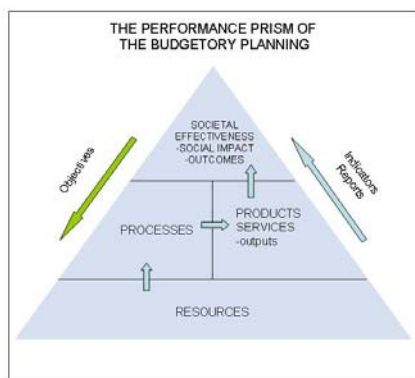 THE PERFORMANCE PRISM OF
THE BUDGETORY PLANNING
SOCIETAL
EFFECTIVENESS
-SOCIAL IMPACT
-OUTCOMES
Objectives
Indicators
Reports
PROCESSES
PRODUCTS
SERVICES
-outputs
RESOURCES